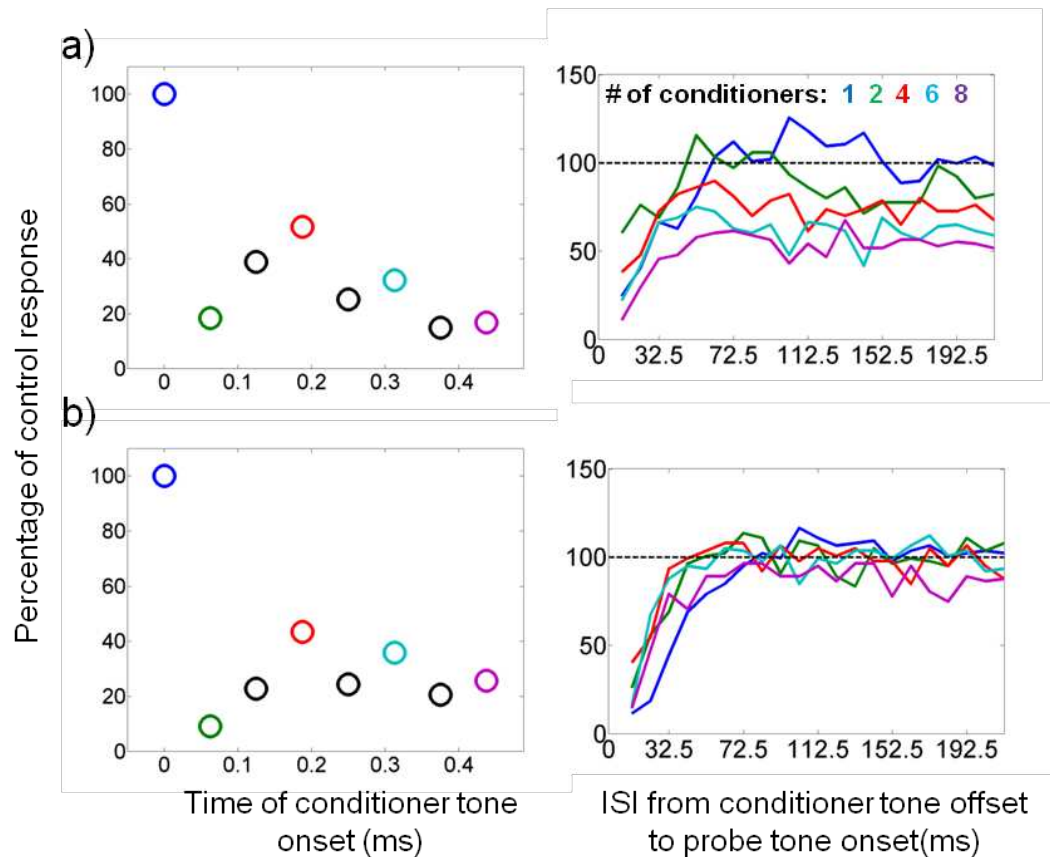 a)
Percentage of control response
100
80
60
40
20
0
0 0.1 0.2 0.3 0.4
150
# of conditioners: 1 2 4 6 8
100
50
0
0 32.5 72.5 112.5 152.5 192.5
b)
100
80
60
40
20
0
0 0.1 0.2 0.3 0.4
Time of conditioner tone
onset (ms)
150
100
50
0
0 32.5 72.5 112.5 152.5 192.5
ISI from conditioner tone offset
to probe tone onset(ms)